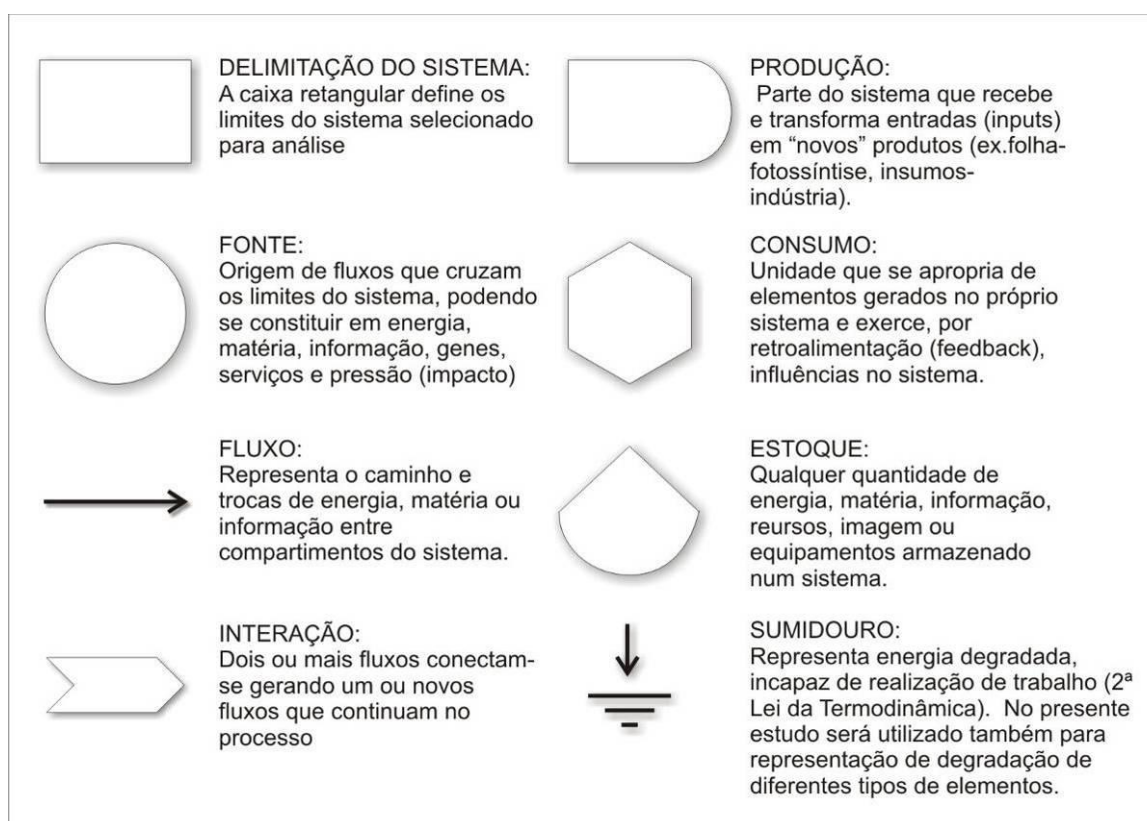 DELIMITAÇÃO DO SISTEMA:
A caixa retangular define os
limites do sistema selecionado
para análise
PRODUÇÃO:
Parte do sistema que recebe
e transforma entradas (inputs)
em “novos” produtos (ex.folha-
fotossíntise, insumos-
indústria).
FONTE:
Origem de fluxos que cruzam
os limites do sistema, podendo
se constituir em energia,
matéria, informação, genes,
serviços e pressão (impacto)
CONSUMO:
Unidade que se apropria de
elementos gerados no próprio
sistema e exerce, por
retroalimentação (feedback),
influências no sistema.
FLUXO:
Representa o caminho e
trocas de energia, matéria ou
informação entre
compartimentos do sistema.
ESTOQUE:
Qualquer quantidade de
energia, matéria, informação,
reursos, imagem ou
equipamentos armazenado
num sistema.
INTERAÇÃO:
Dois ou mais fluxos conectam-
se gerando um ou novos
fluxos que continuam no
processo
SUMIDOURO:
Representa energia degradada,
incapaz de realização de trabalho (2ª
Lei da Termodinâmica). No presente
estudo será utilizado também para
representação de degradação de
diferentes tipos de elementos.